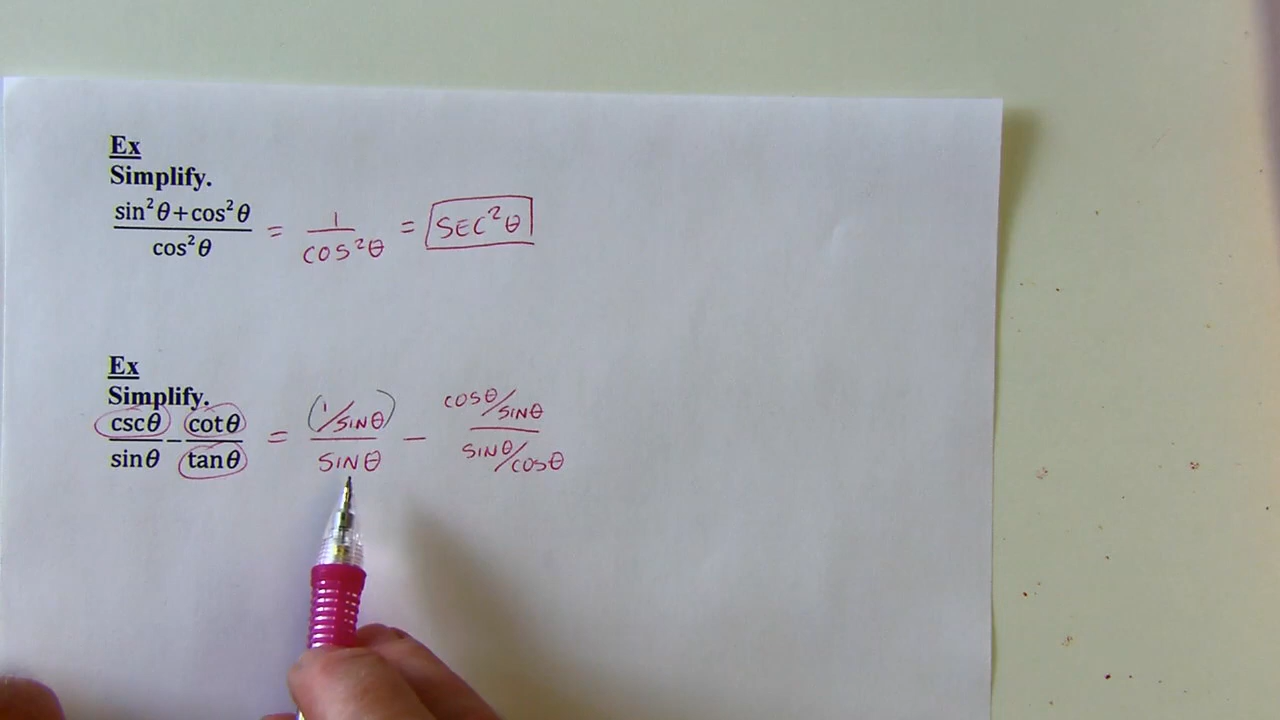 Ex
Simplify.
sin²θ+cos²θ / cos²θ = 1 / COS²θ = SEC²θ
Ex
Simplify.
cscθ / sinθ − cotθ / tanθ = (1/SINθ) / SINθ − COSθ/SINθ / SINθ/COSθ